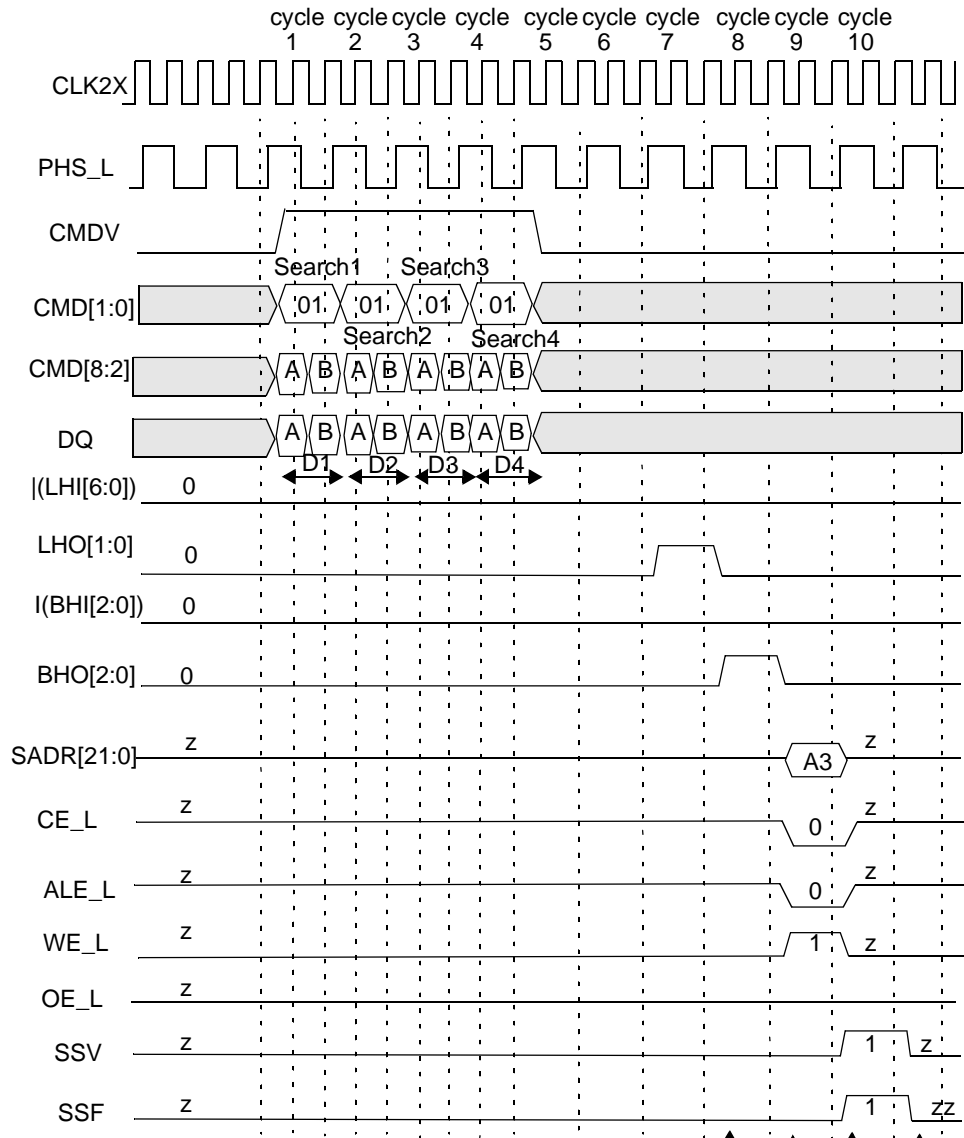 cycle cycle cycle cycle cycle cycle cycle cycle cycle cycle
1 2 3 4 5 6 7 8 9 10
CLK2X
PHS_L
CMDV
Search1 Search3
CMD[1:0] 01 01 01 01
Search2 Search4
CMD[8:2] A B A B A B A B
DQ A B A B A B A B
D1 D2 D3 D4
|(LHI[6:0]) 0
LHO[1:0] 0
I(BHI[2:0]) 0
BHO[2:0] 0
SADR[21:0] z A3 z
CE_L z 0 z
ALE_L z 0 z
WE_L z 1 z
OE_L z
SSV z 1 z
SSF z 1 zz